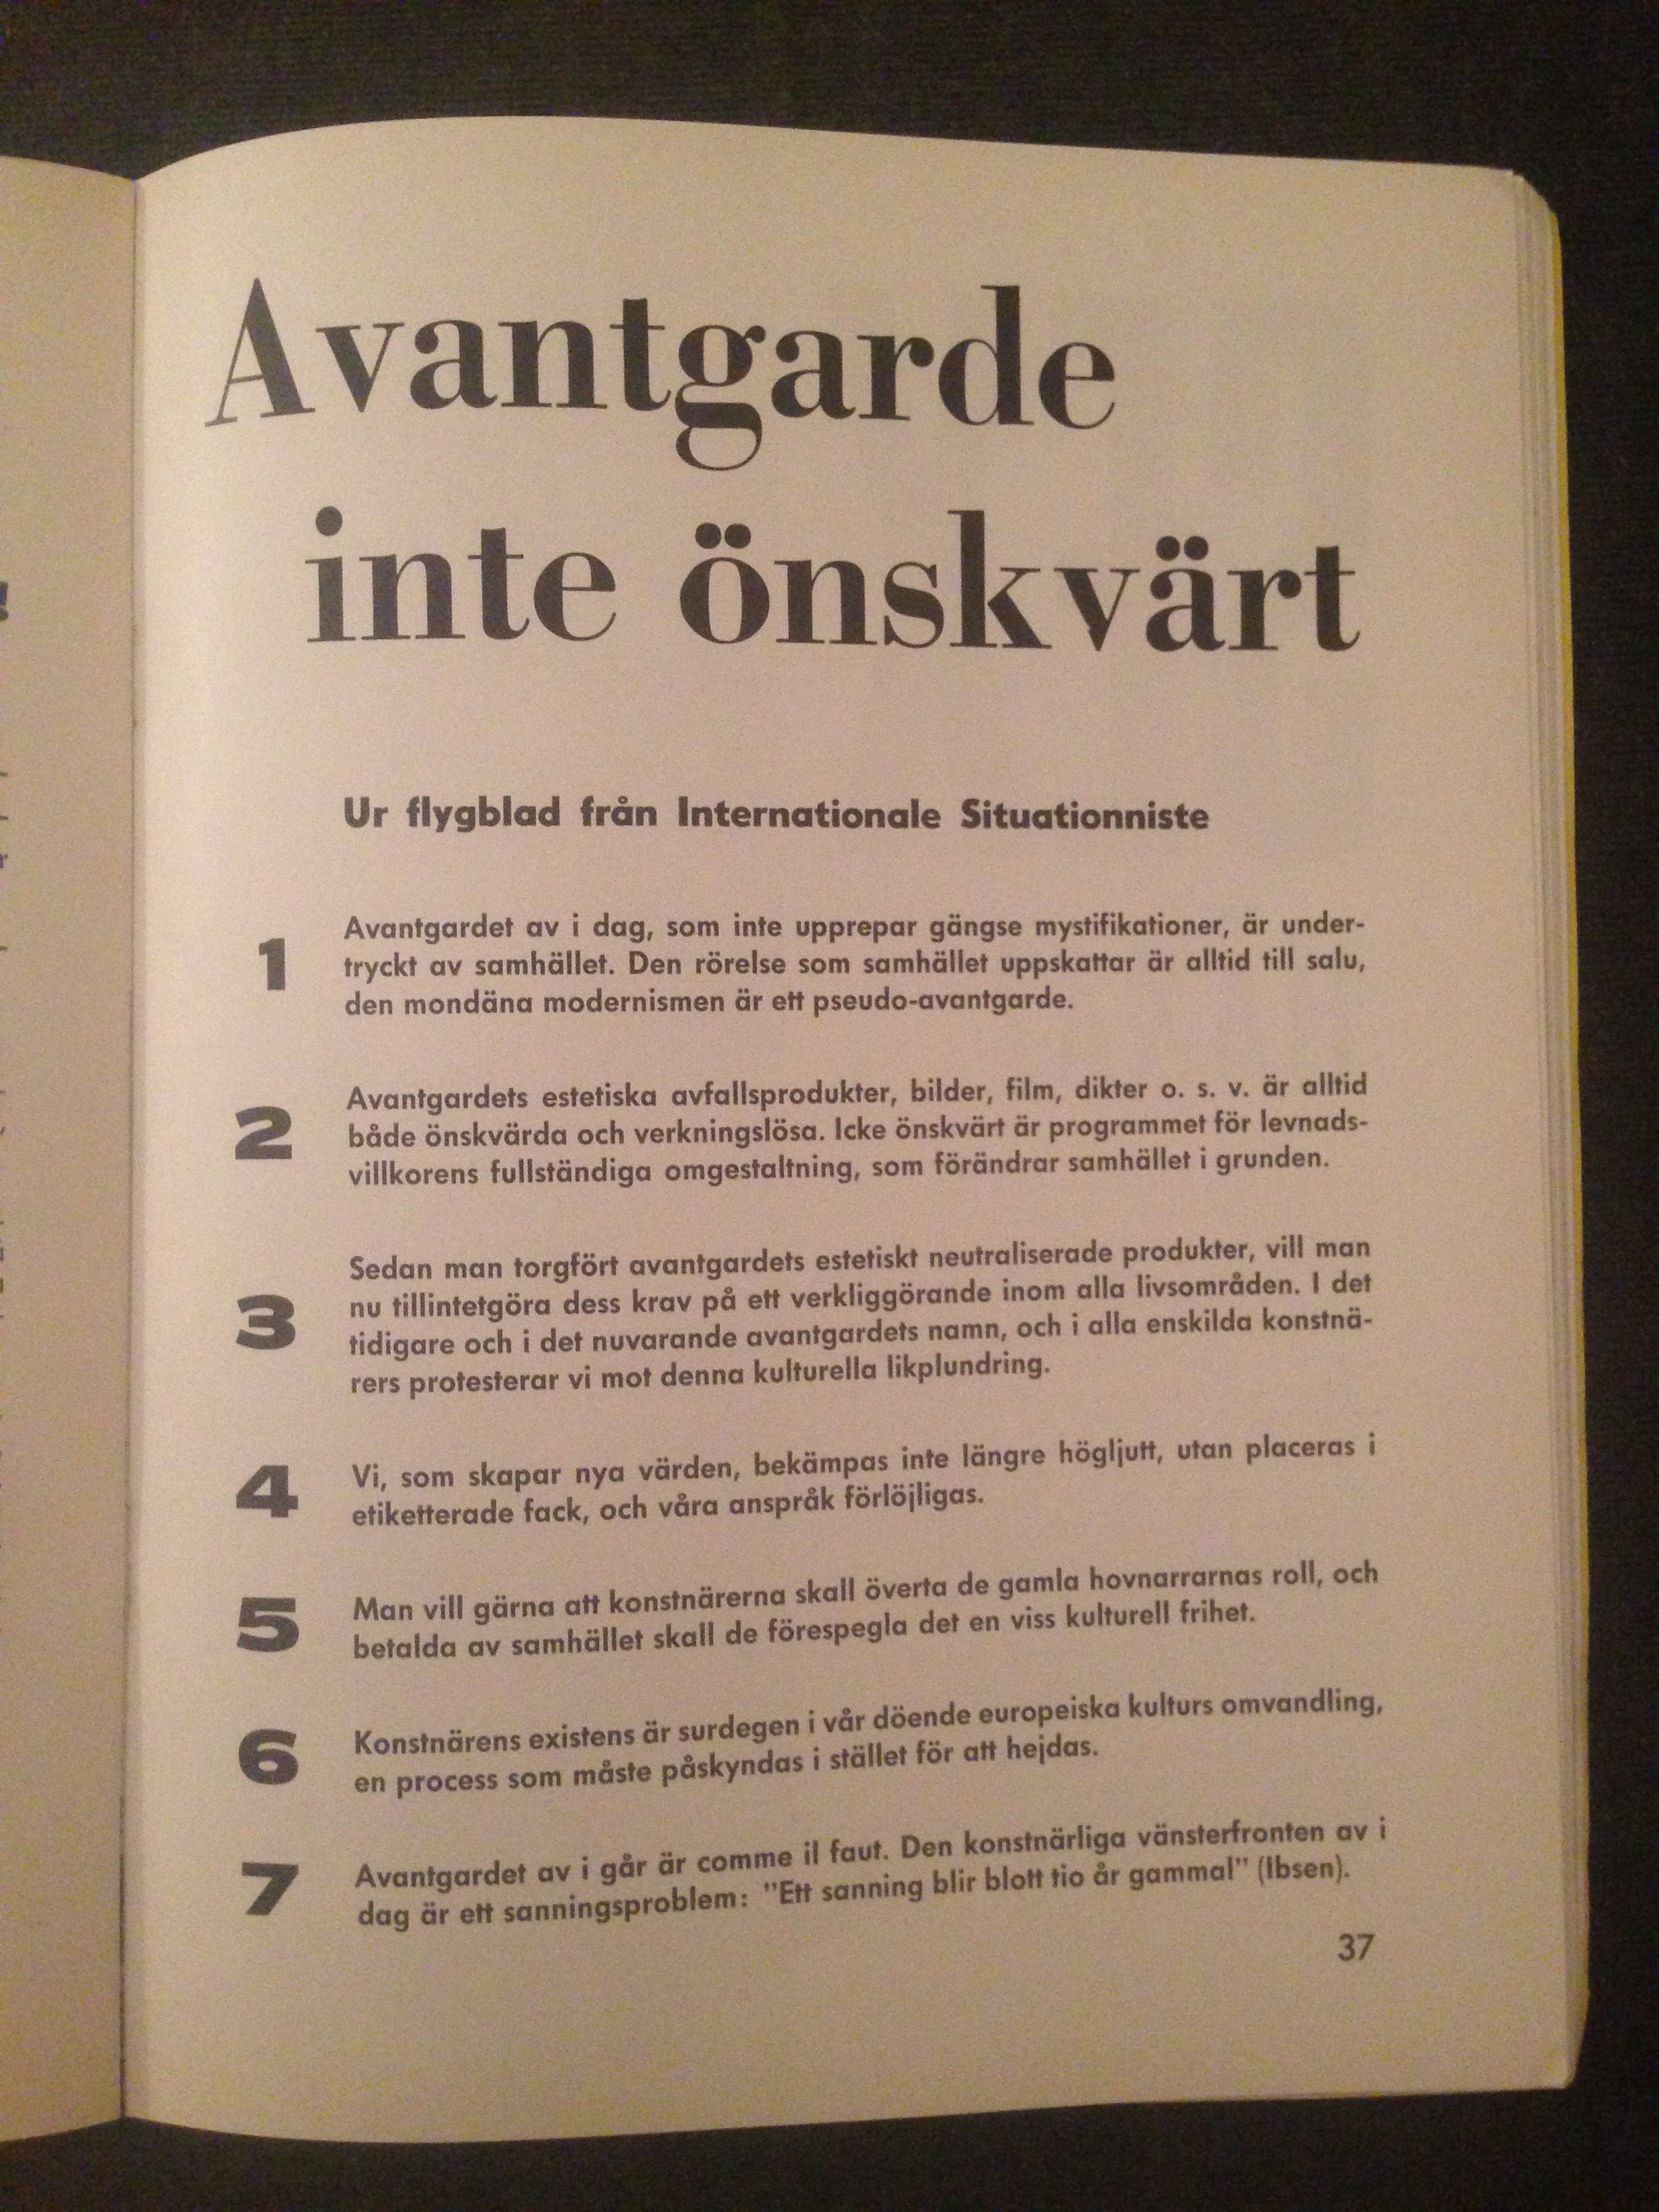 Avantgarde
inte önskvärt
Ur flygblad från Internationale Situationniste
1
Avantgardet av i dag, som inte upprepar gängse mystifikationer, är under-
tryckt av samhället. Den rörelse som samhället uppskattar är alltid till salu,
den mondäna modernismen är ett pseudo-avantgarde.
2
Avantgardets estetiska avfallsprodukter, bilder, film, dikter o. s. v. är alltid
både önskvärda och verkningslösa. Icke önskvärt är programmet för levnads-
villkorens fullständiga omgestaltning, som förändrar samhället i grunden.
3
Sedan man torgfört avantgardets estetiskt neutraliserade produkter, vill man
nu tillintetgöra dess krav på ett verkliggörande inom alla livsområden. I det
tidigare och i det nuvarande avantgardets namn, och i alla enskilda konstnä-
rers protesterar vi mot denna kulturella likplundring.
4
Vi, som skapar nya värden, bekämpas inte längre högljutt, utan placeras i
etiketterade fack, och våra anspråk förlöjligas.
5
Man vill gärna att konstnärerna skall överta de gamla hovnarrarnas roll, och
betalda av samhället skall de förespegla det en viss kulturell frihet.
6
Konstnärens existens är surdegen i vår döende europeiska kulturs omvandling,
en process som måste påskyndas i stället för att hejdas.
7
Avantgardet av i går är comme il faut. Den konstnärliga vänsterfronten av i
dag är ett sanningsproblem: "Ett sanning blir blott tio år gammal" (Ibsen).
37